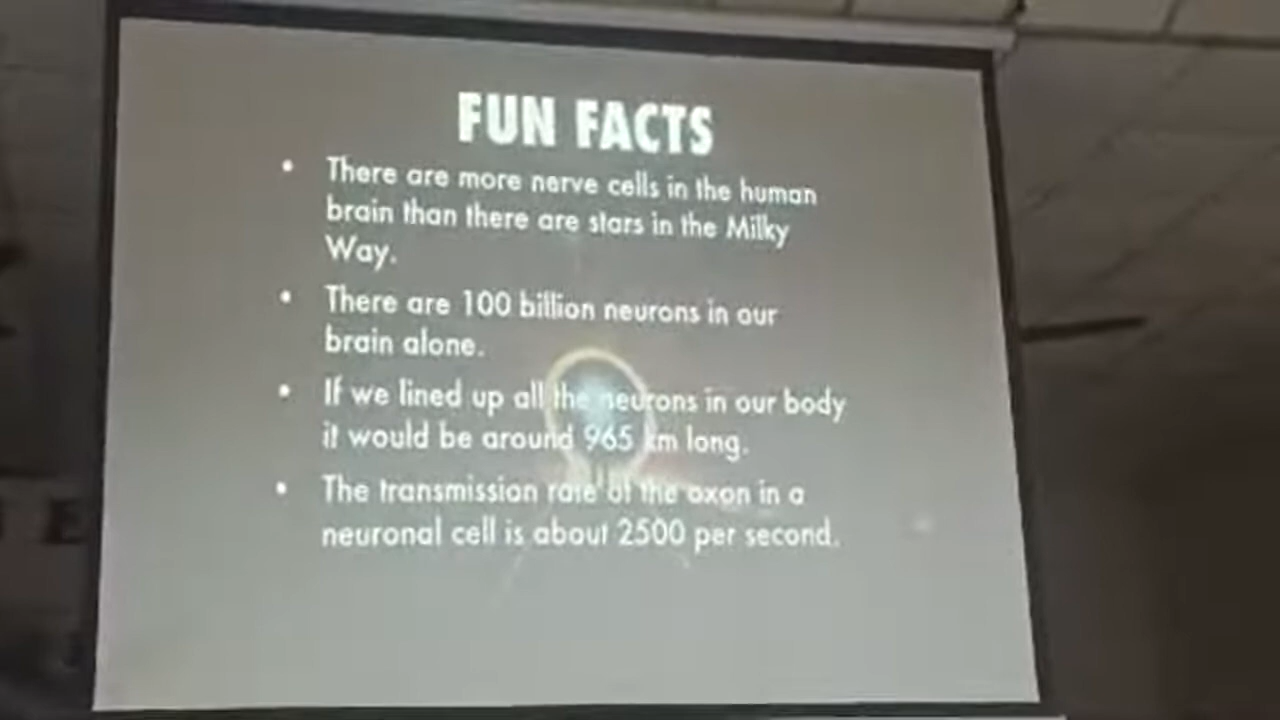 FUN FACTS
• There are more nerve cells in the human
brain than there are stars in the Milky
Way.
• There are 100 billion neurons in our
brain alone.
• If we lined up all the neurons in our body
it would be around 965 km long.
• The transmission rate of the axon in a
neuronal cell is about 2500 per second.